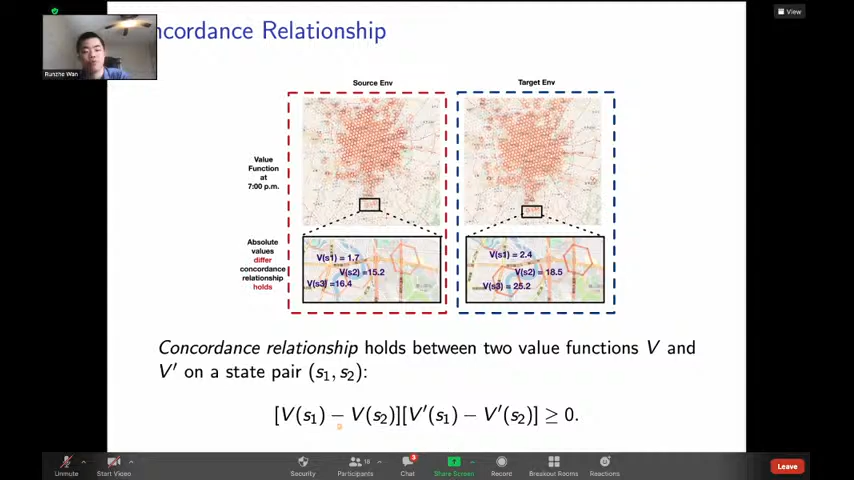 View
ncordance Relationship
Runzhe Wan
Source Env
Target Env
Value
Function
at
7:00 p.m.
Absolute
values
differ
concordance
relationship
holds
V(s1) = 1.7
V(s2) = 15.2
V(s3) =16.4
V(s1) = 2.4
V(s2) = 18.5
V(s3) = 25.2
Concordance relationship holds between two value functions V and
V′ on a state pair (s₁, s₂):
[V(s₁) − V(s₂)][V′(s₁) − V′(s₂)] ≥ 0.
Unmute
Start Video
Security
Participants
18
Chat
3
Share Screen
Record
Breakout Rooms
Reactions
Leave